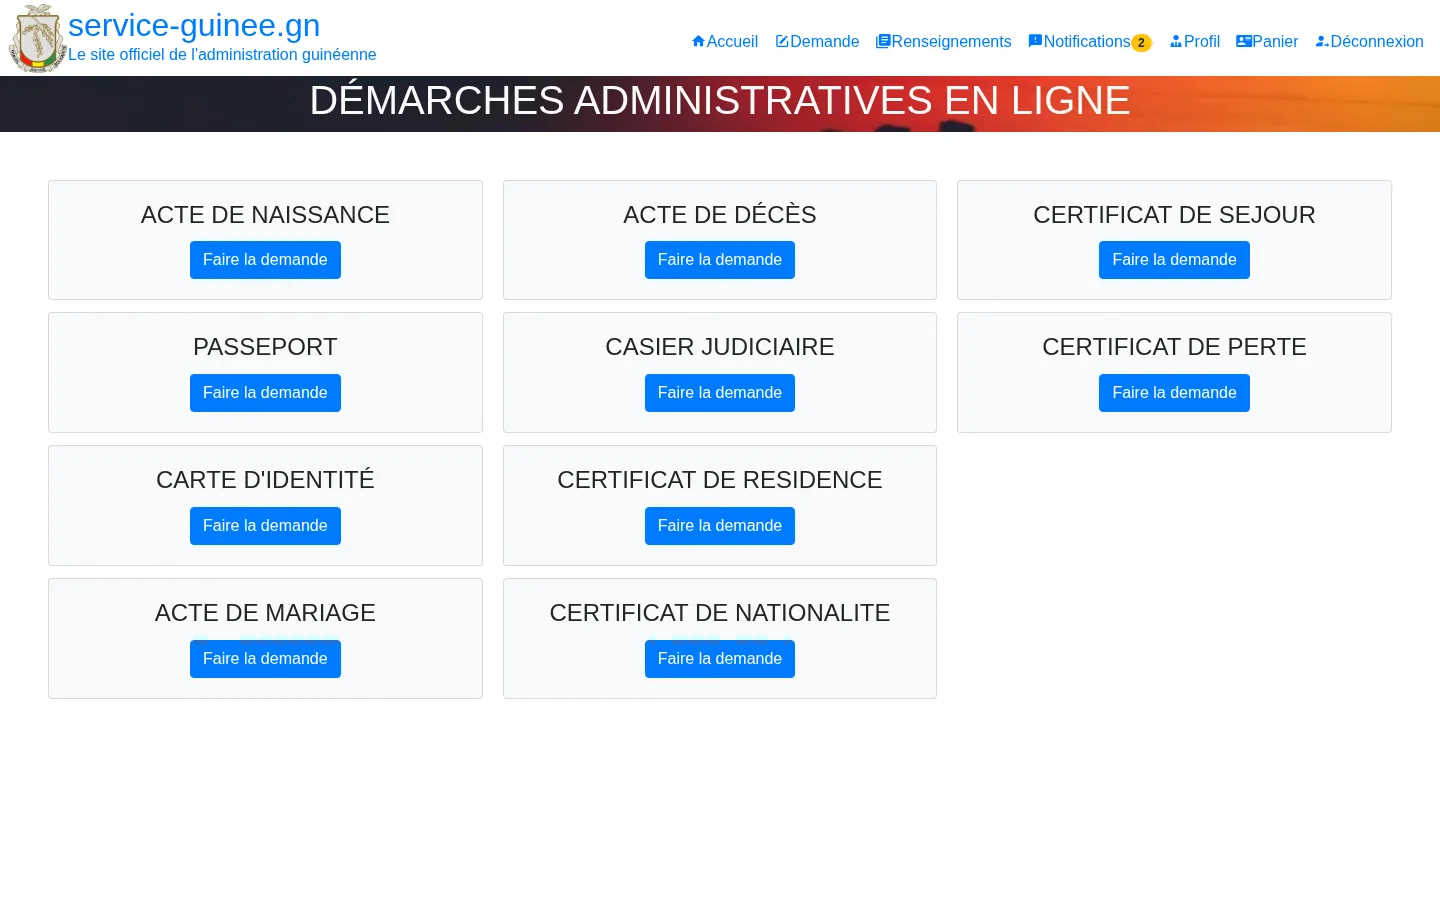 service-guinee.gn
Le site officiel de l'administration guinéenne
Accueil Demande Renseignements Notifications 2 Profil Panier Déconnexion
DÉMARCHES ADMINISTRATIVES EN LIGNE
ACTE DE NAISSANCE
Faire la demande
ACTE DE DÉCÈS
Faire la demande
CERTIFICAT DE SEJOUR
Faire la demande
PASSEPORT
Faire la demande
CASIER JUDICIAIRE
Faire la demande
CERTIFICAT DE PERTE
Faire la demande
CARTE D'IDENTITÉ
Faire la demande
CERTIFICAT DE RESIDENCE
Faire la demande
ACTE DE MARIAGE
Faire la demande
CERTIFICAT DE NATIONALITE
Faire la demande